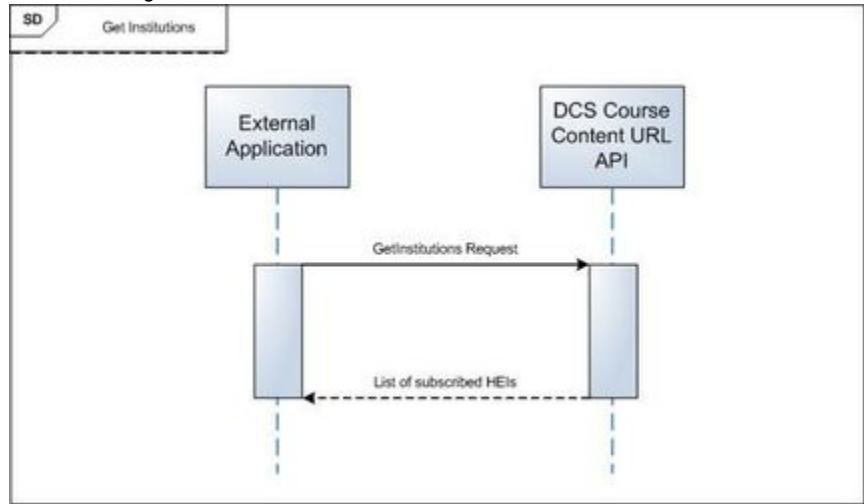 SD
Get Institutions
External
Application
DCS Course
Content URL
API
GetInstitutions Request
List of subscribed HEIs